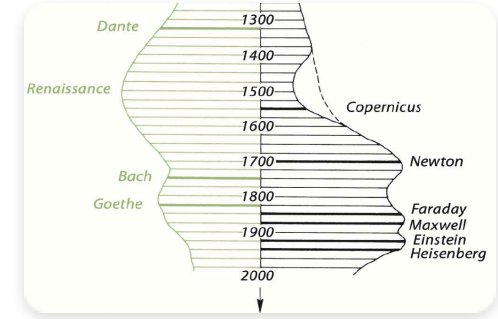 1300
Dante
1400
Renaissance
1500
Copernicus
1600
1700
Newton
Bach
1800
Goethe
Faraday
Maxwell
1900
Einstein
Heisenberg
2000